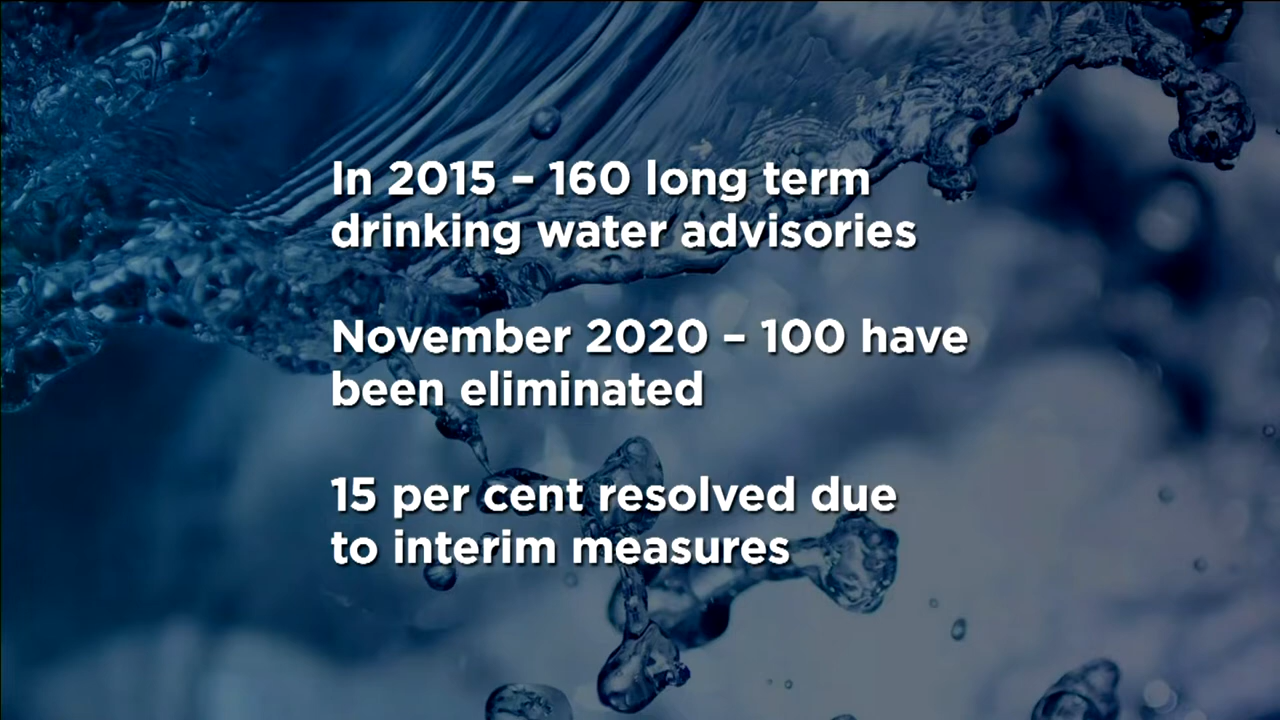 In 2015 – 160 long term
drinking water advisories
November 2020 – 100 have
been eliminated
15 per cent resolved due
to interim measures